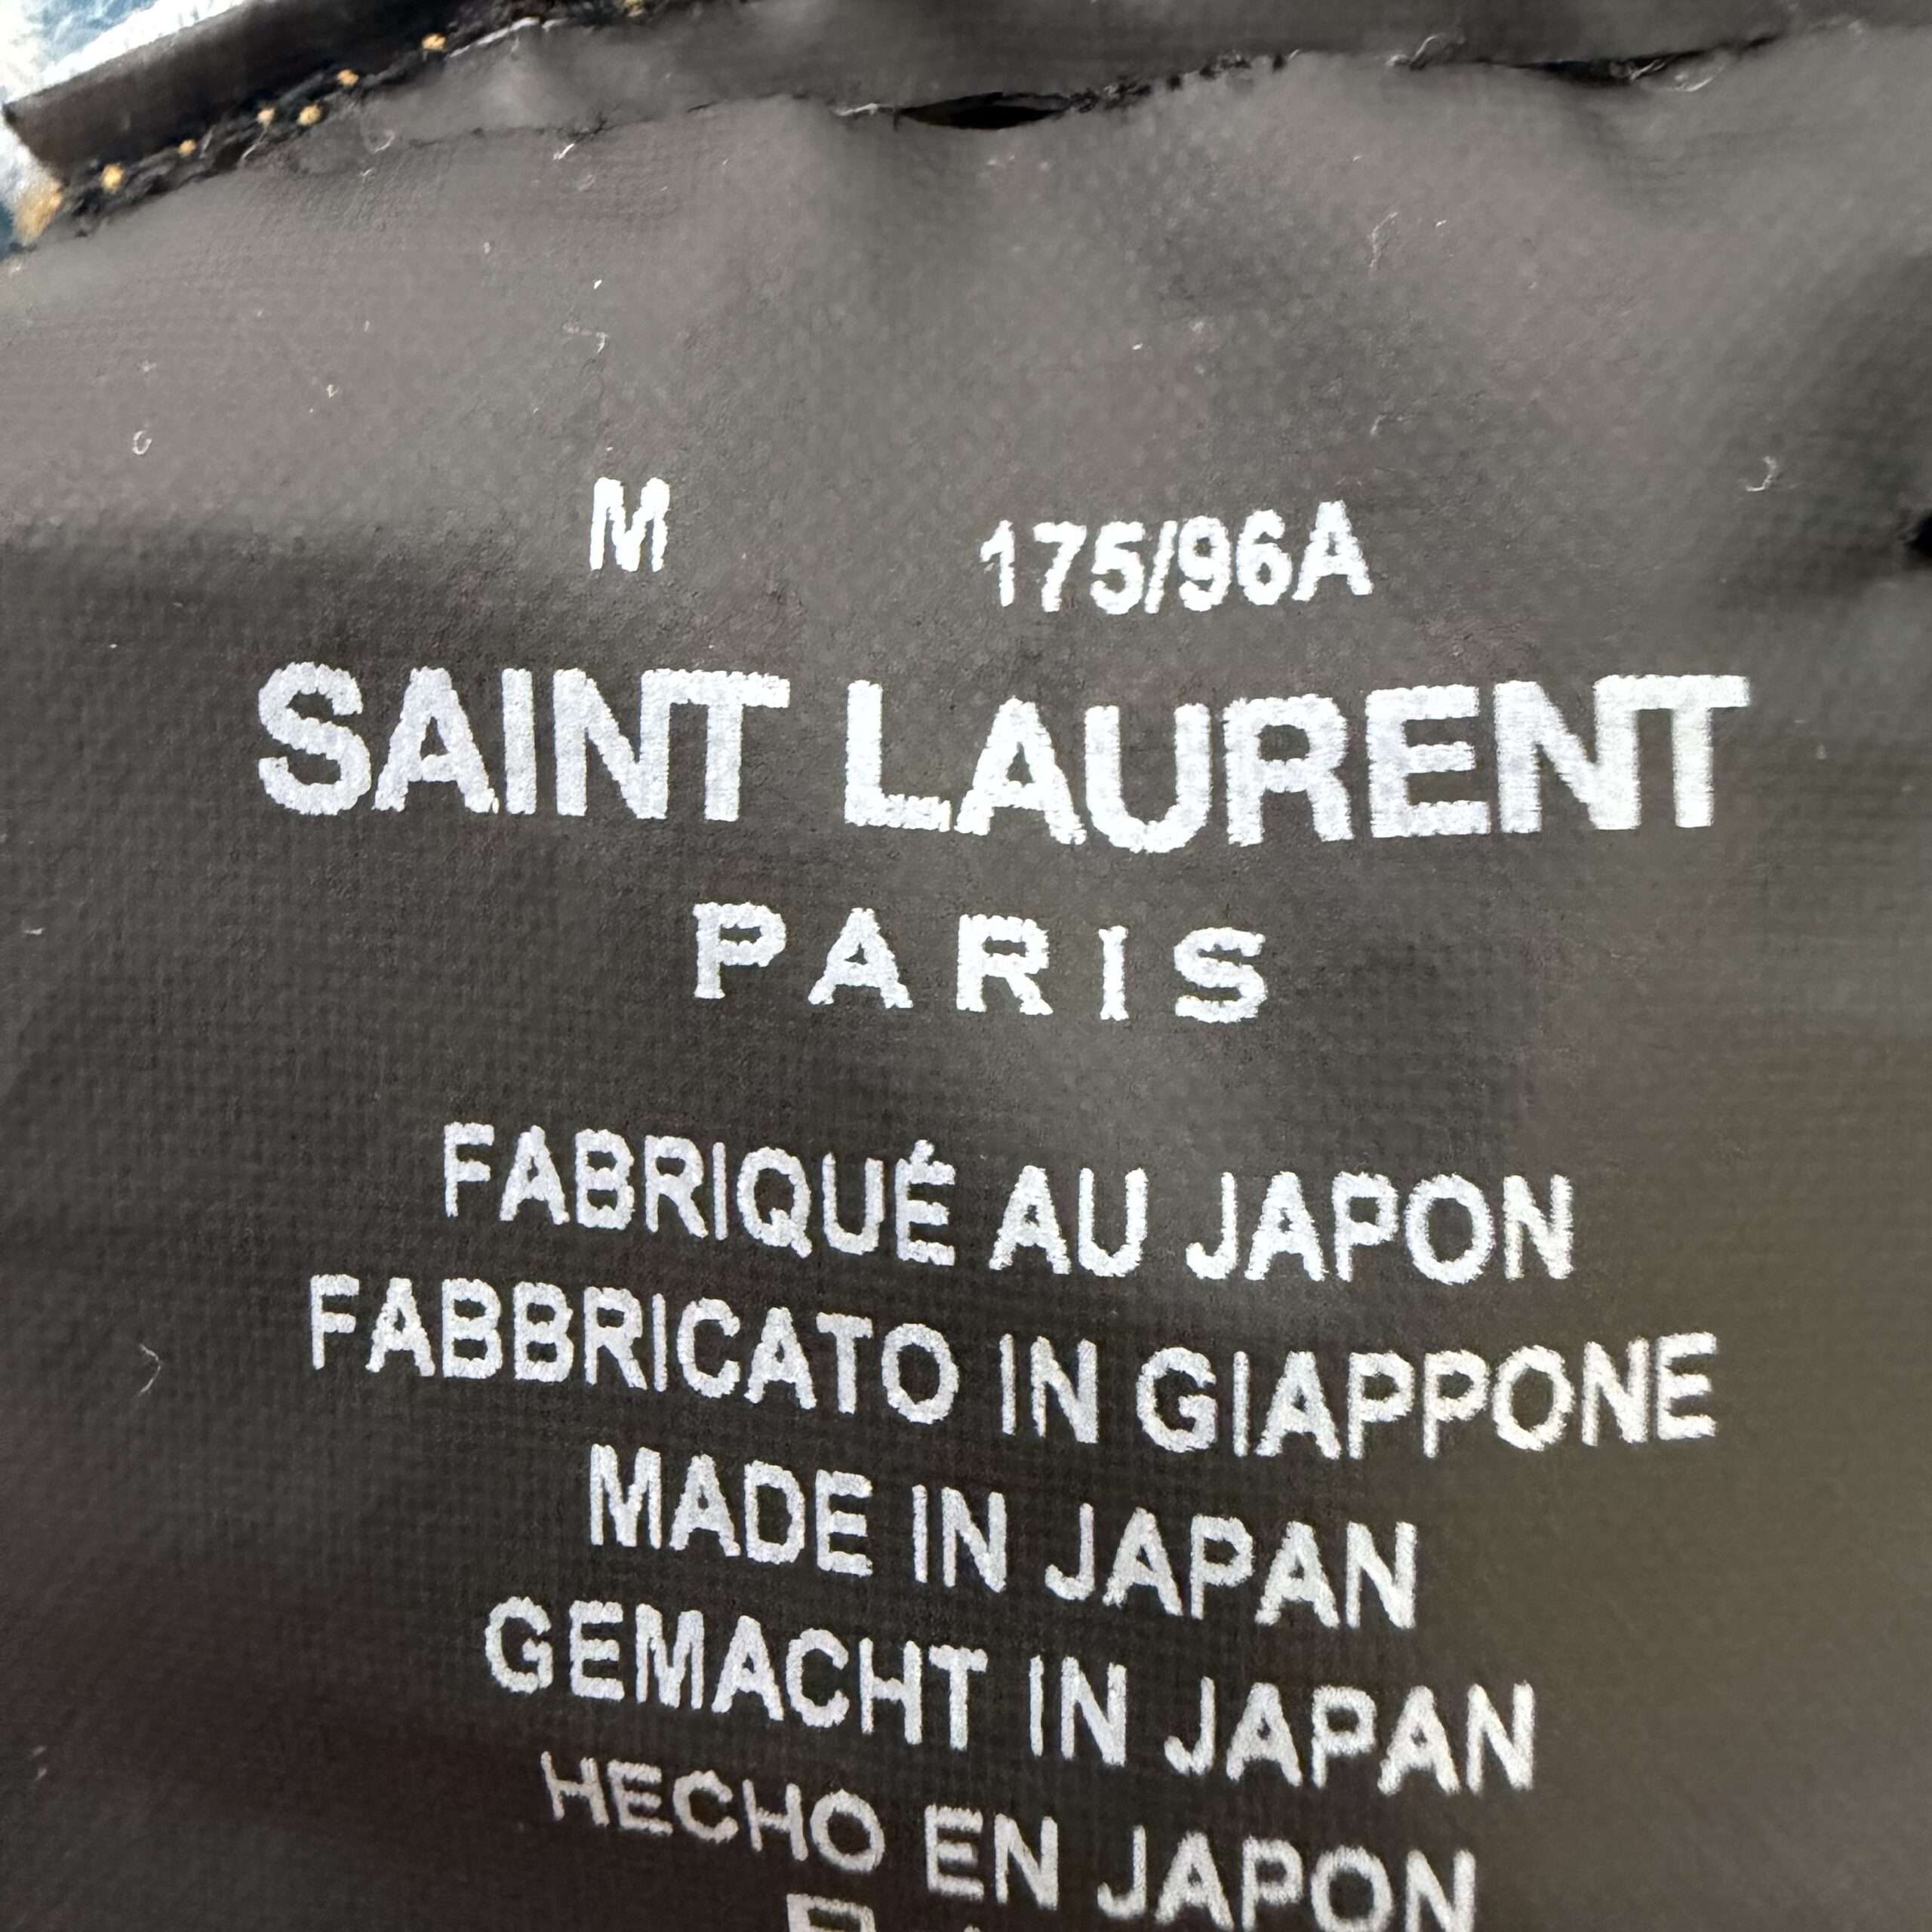 M 175/96A
SAINT LAURENT
PARIS
FABRIQUÉ AU JAPON
FABBRICATO IN GIAPPONE
MADE IN JAPAN
GEMACHT IN JAPAN
HECHO EN JAPON